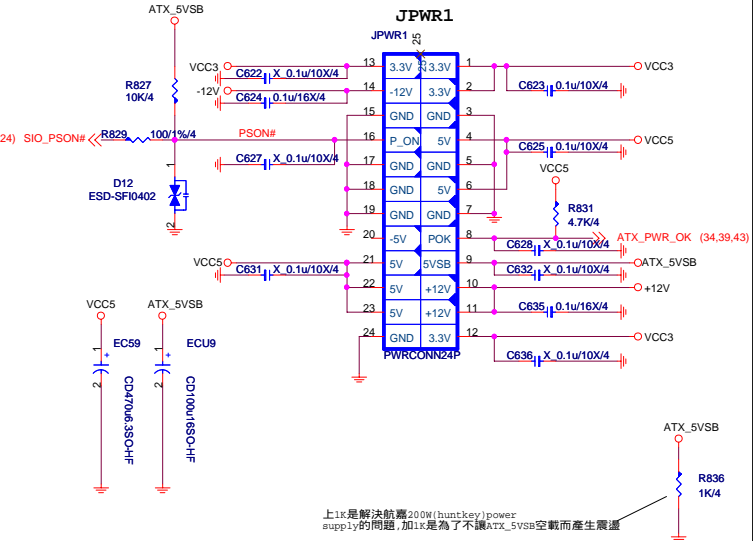 JPWR1
ATX_5VSB
JPWR1
25
25
VCC3
13
3.3V
3.3V
1
VCC3
C622
X_0.1u/10X/4
-12V
14
-12V
3.3V
2
C623
0.1u/10X/4
C624
0.1u/16X/4
R827
10K/4
15
GND
GND
3
24)
SIO_PSON#
R829
100/1%/4
PSON#
16
P_ON
5V
4
VCC5
C627
X_0.1u/10X/4
C625
0.1u/10X/4
17
GND
GND
5
VCC5
1
D12
ESD-SFI0402
2
18
GND
5V
6
R831
4.7K/4
19
GND
GND
7
20
-5V
POK
8
ATX_PWR_OK
(34,39,43)
C628
X_0.1u/10X/4
VCC5
21
5V
5VSB
9
ATX_5VSB
C631
X_0.1u/10X/4
C632
X_0.1u/10X/4
22
5V
+12V
10
+12V
23
5V
+12V
11
C635
0.1u/16X/4
24
GND
3.3V
12
VCC3
PWRCONN24P
C636
X_0.1u/10X/4
VCC5
ATX_5VSB
1
+
EC59
2
CD470u6.3SO-HF
1
+
ECU9
2
CD100u16SO-HF
ATX_5VSB
R836
1K/4
上1K是解決航嘉200W(huntkey)power
supply的問題,加1K是為了不讓ATX_5VSB空載而產生震盪